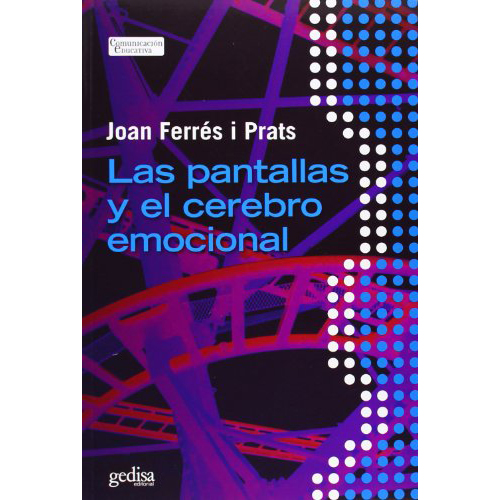 Comunicación
Educativa
Joan Ferrés i Prats
Las pantallas
y el cerebro
emocional
gedisa
editorial